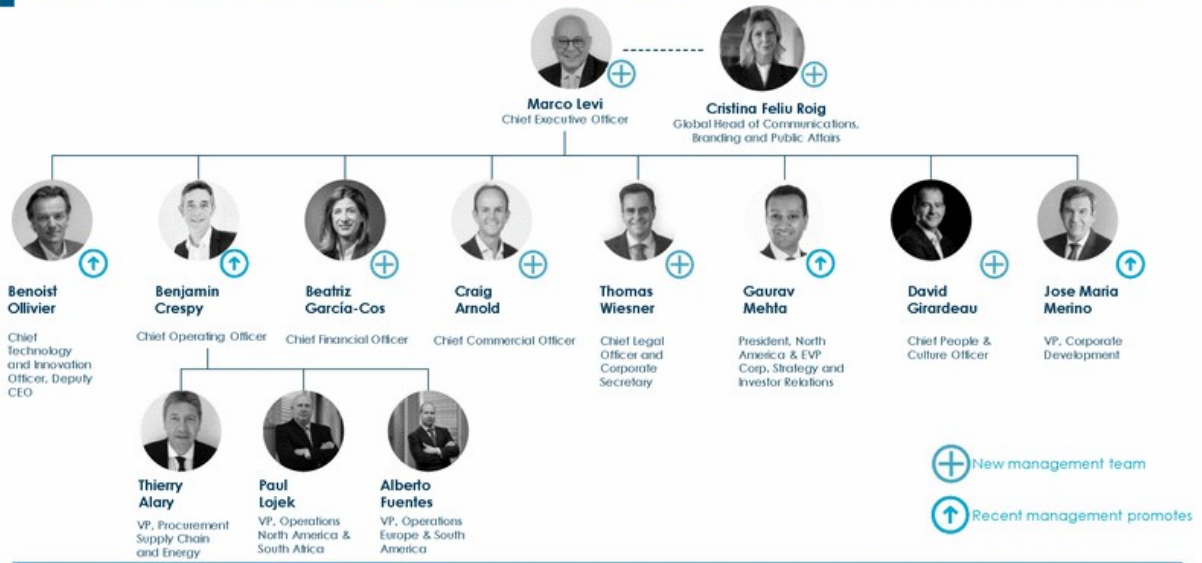 Marco Levi
Chief Executive Officer
Cristina Feliu Roig
Global Head of Communications,
Branding and Public Affairs
Benoist
Ollivier
Chief
Technology
and Innovation
Officer, Deputy
CEO
Benjamin
Crespy
Chief Operating Officer
Beatriz
García-Cos
Chief Financial Officer
Craig
Arnold
Chief Commercial Officer
Thomas
Wiesner
Chief Legal
Officer and
Corporate
Secretary
Gaurav
Mehta
President, North
America & EVP
Corp. Strategy and
Investor Relations
David
Girardeau
Chief People &
Culture Officer
Jose Maria
Merino
VP, Corporate
Development
Thierry
Alary
VP, Procurement
Supply Chain
and Energy
Paul
Lojek
VP, Operations
North America &
South Africa
Alberto
Fuentes
VP, Operations
Europe & South
America
New management team
Recent management promotes